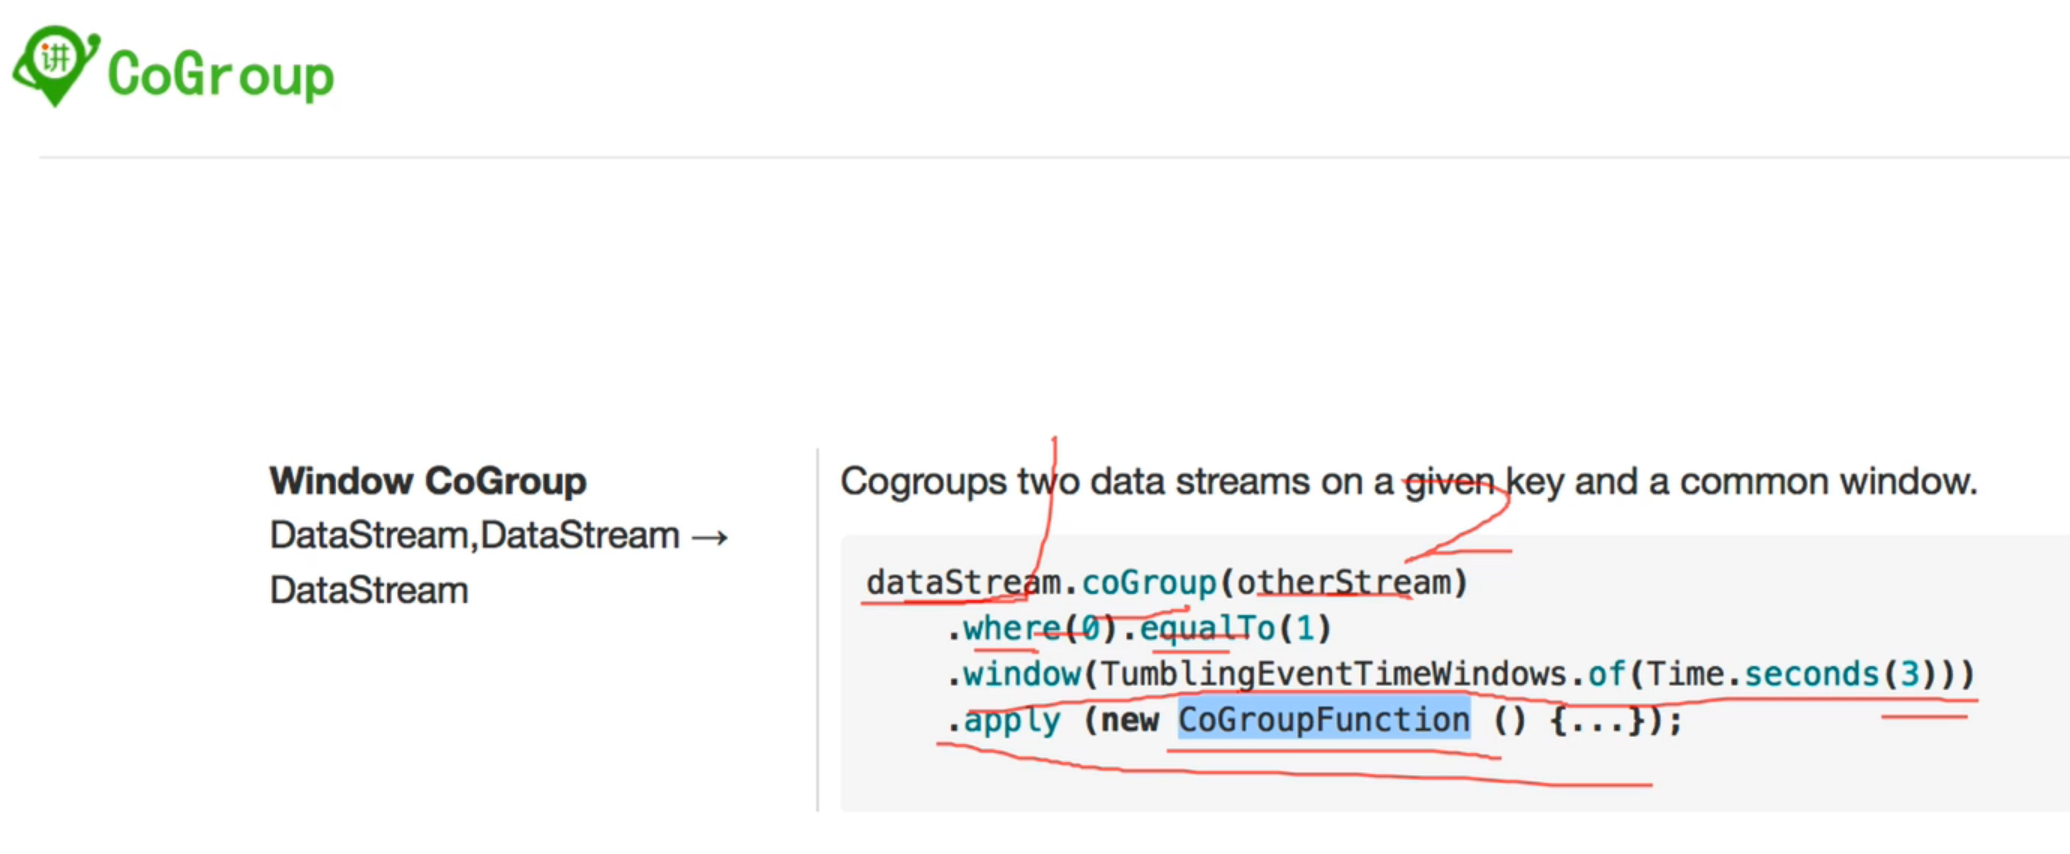 讲 CoGroup
Window CoGroup
DataStream,DataStream →
DataStream
Cogroups two data streams on a given key and a common window.
dataStream.coGroup(otherStream)
.where(0).equalTo(1)
.window(TumblingEventTimeWindows.of(Time.seconds(3)))
.apply (new CoGroupFunction () {...});
1
2